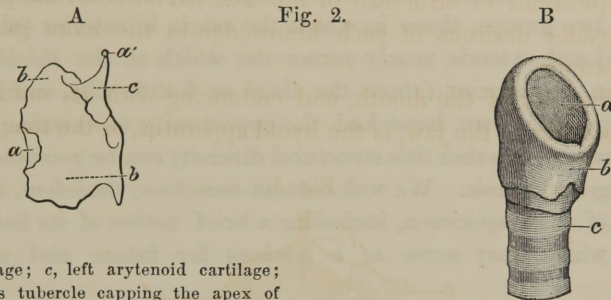 A Fig. 2. B
a′
b c
a
b
a
b
c
age; c, left arytenoid cartilage;
s tubercle capping the apex of